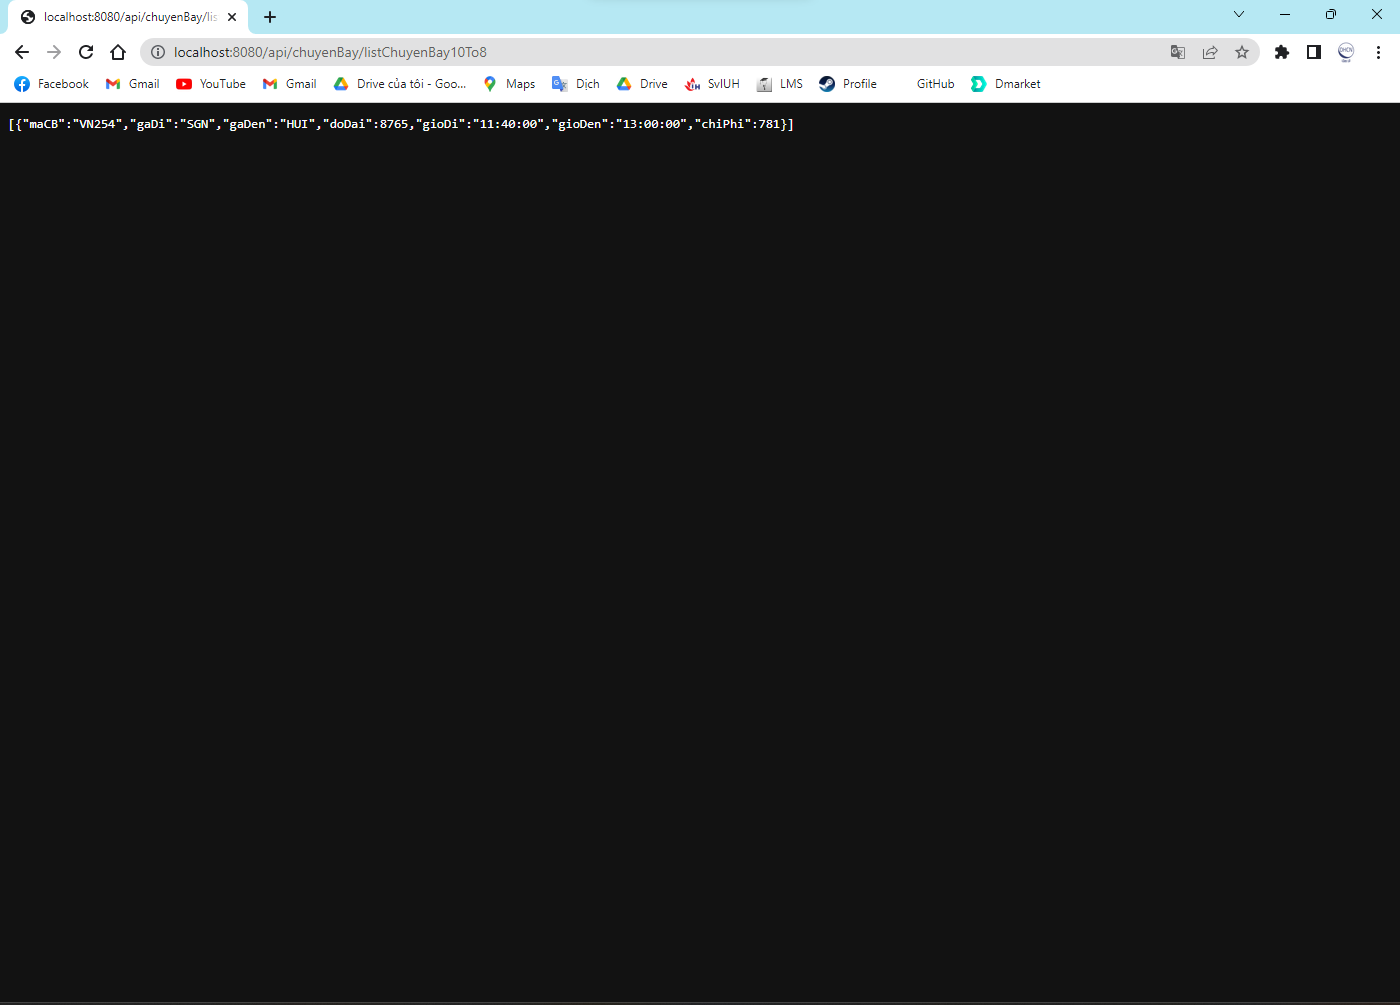 localhost:8080/api/chuyenBay/lis
localhost:8080/api/chuyenBay/listChuyenBay10To8
Facebook Gmail YouTube Gmail Drive của tôi - Goo... Maps Dịch Drive SvIUH LMS Profile GitHub Dmarket
[{"maCB":"VN254","gaDi":"SGN","gaDen":"HUI","doDai":8765,"gioDi":"11:40:00","gioDen":"13:00:00","chiPhi":781}]